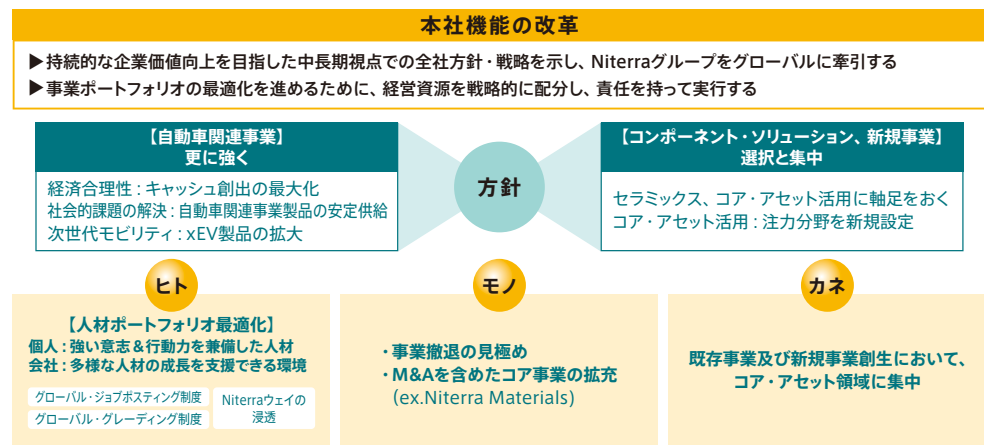 本社機能の改革
▶持続的な企業価値向上を目指した中長期視点での全社方針・戦略を示し、Niterraグループをグローバルに牽引する
▶事業ポートフォリオの最適化を進めるために、経営資源を戦略的に配分し、責任を持って実行する
【自動車関連事業】
更に強く
経済合理性：キャッシュ創出の最大化
社会的課題の解決：自動車関連事業製品の安定供給
次世代モビリティ：xEV製品の拡大
方針
【コンポーネント・ソリューション、新規事業】
選択と集中
セラミックス、コア・アセット活用に軸足をおく
コア・アセット活用：注力分野を新規設定
ヒト
【人材ポートフォリオ最適化】
個人：強い意志＆行動力を兼備した人材
会社：多様な人材の成長を支援できる環境
グローバル・ジョブポスティング制度
グローバル・グレーディング制度
Niterraウェイの
浸透
モノ
・事業撤退の見極め
・M&Aを含めたコア事業の拡充
(ex.Niterra Materials)
カネ
既存事業及び新規事業創生において、
コア・アセット領域に集中